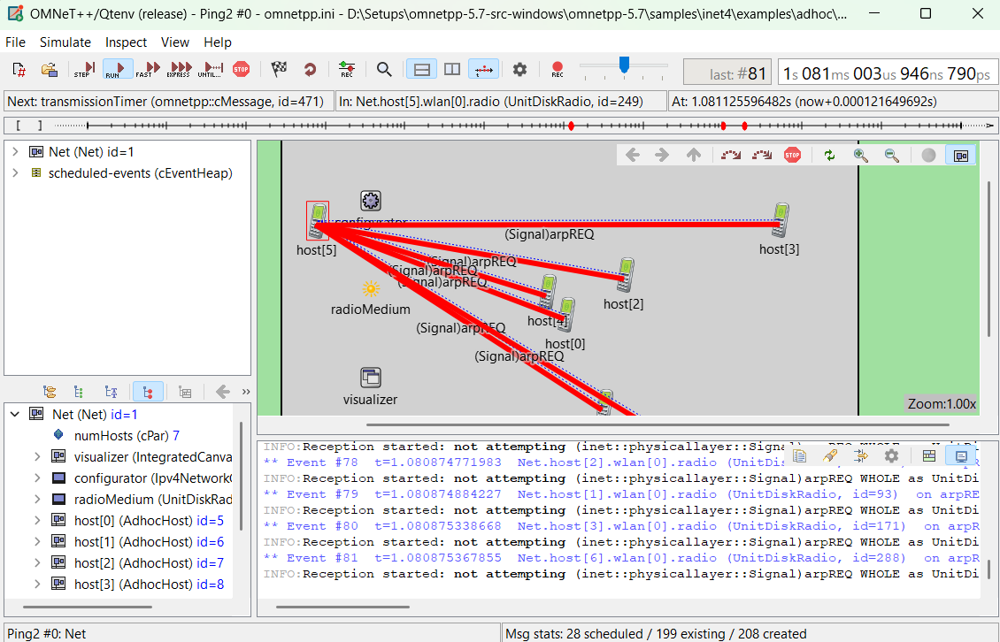 OMNeT++/Qtenv (release) - Ping2 #0 - omnetpp.ini - D:\Setups\omnetpp-5.7-src-windows\omnetpp-5.7\samples\inet4\examples\adhoc\...
File Simulate Inspect View Help
STEP RUN FAST EXPRESS UNTIL... STOP REC REC last: #81 1s 081ms 003us 946ns 790ps
Next: transmissionTimer (omnetpp::cMessage, id=471) In: Net.host[5].wlan[0].radio (UnitDiskRadio, id=249) At: 1.081125596482s (now+0.000121649692s)
[ ]
Net (Net) id=1
scheduled-events (cEventHeap)
STOP
configurator
(Signal)arpREQ
host[5]
host[3]
(Signal)arpREQ
(Signal)arpREQ
(Signal)arpREQ
host[2]
radioMedium
host[4]
(Signal)arpREQ
host[0]
(Signal)arpREQ
visualizer
Zoom:1.00x
Net (Net) id=1
numHosts (cPar) 7
visualizer (IntegratedCanva
configurator (Ipv4Network
radioMedium (UnitDiskRad
host[0] (AdhocHost) id=5
host[1] (AdhocHost) id=6
host[2] (AdhocHost) id=7
host[3] (AdhocHost) id=8
INFO:Reception started: not attempting (inet::physicallayer::Signal)arpREQ WHOLE as UnitDi
** Event #78 t=1.080874771983 Net.host[2].wlan[0].radio (UnitDiskRadio,
INFO:Reception started: not attempting (inet::physicallayer::Signal)arpREQ WHOLE as UnitDi
** Event #79 t=1.080874884227 Net.host[1].wlan[0].radio (UnitDiskRadio, id=93) on arpRE
INFO:Reception started: not attempting (inet::physicallayer::Signal)arpREQ WHOLE as UnitDi
** Event #80 t=1.080875338668 Net.host[3].wlan[0].radio (UnitDiskRadio, id=171) on arpR
INFO:Reception started: not attempting (inet::physicallayer::Signal)arpREQ WHOLE as UnitDi
** Event #81 t=1.080875367855 Net.host[6].wlan[0].radio (UnitDiskRadio, id=288) on arpR
INFO:Reception started: not attempting (inet::physicallayer::Signal)arpREQ WHOLE as UnitDi
Ping2 #0: Net Msg stats: 28 scheduled / 199 existing / 208 created